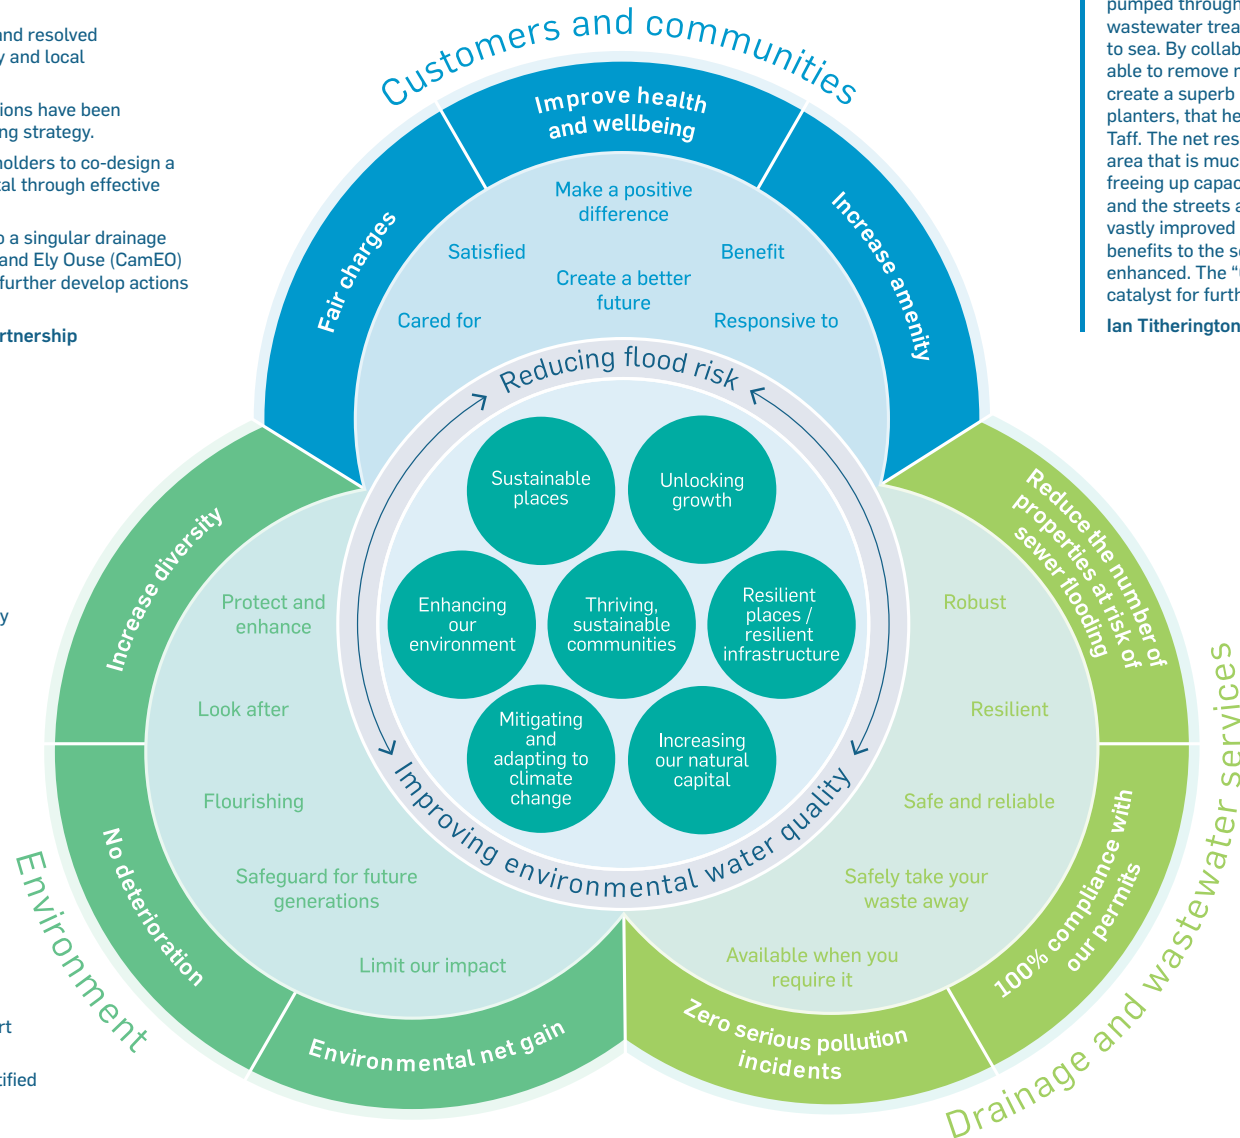 and resolved
y and local
ions have been
ng strategy.
holders to co-design a
tal through effective
o a singular drainage
and Ely Ouse (CamEO)
further develop actions
rtnership
y
rt
tified
pumped through
wastewater trea
to sea. By collab
able to remove r
create a superb
planters, that he
Taff. The net res
area that is muc
freeing up capac
and the streets a
vastly improved
benefits to the s
enhanced. The “
catalyst for furth
Ian Titherington
Customers and communities
Improve health
and wellbeing
Fair charges
Increase amenity
Make a positive
difference
Satisfied
Benefit
Create a better
future
Cared for
Responsive to
Reducing flood risk
Sustainable
places
Unlocking
growth
Enhancing
our
environment
Thriving,
sustainable
communities
Resilient
places /
resilient
infrastructure
Mitigating
and
adapting to
climate
change
Increasing
our natural
capital
Improving environmental water quality
Increase diversity
Protect and
enhance
Look after
Flourishing
Safeguard for future
generations
Limit our impact
No deterioration
Environmental net gain
Environment
Reduce the number of
properties at risk of
sewer flooding
Robust
Resilient
Safe and reliable
Safely take your
waste away
Available when you
require it
100% compliance with
our permits
Zero serious pollution
incidents
Drainage and wastewater services